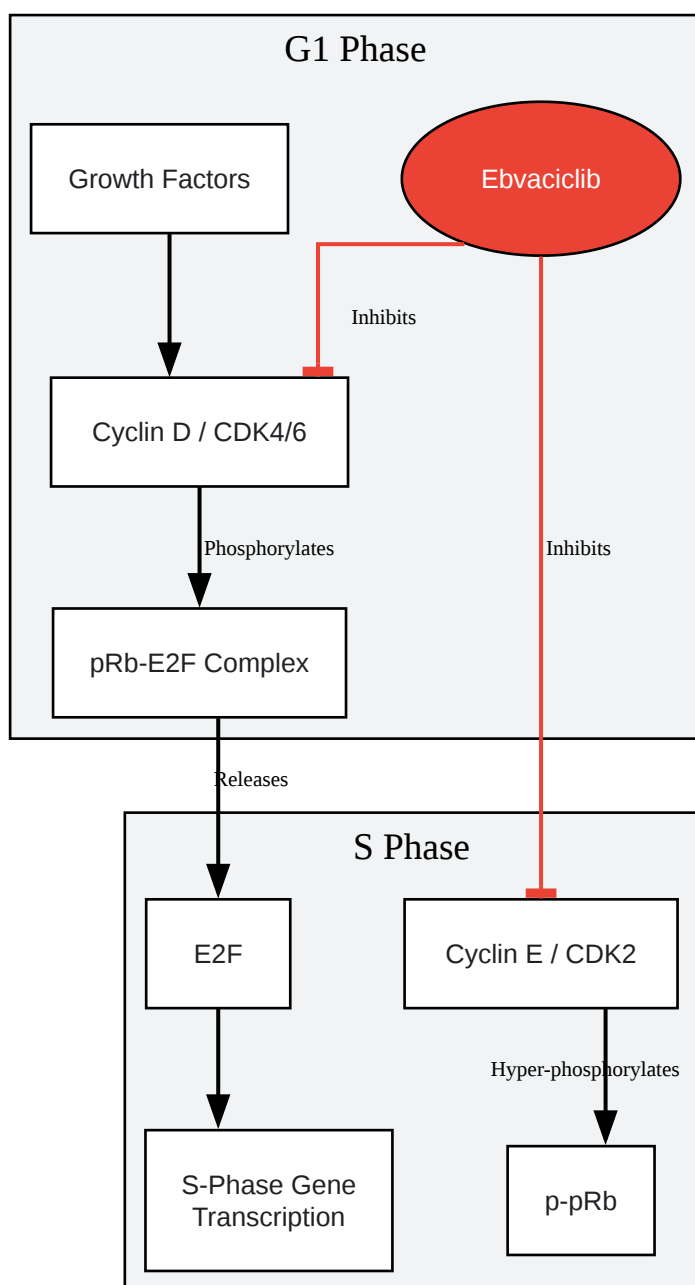 G1 Phase
Growth Factors
Ebvaciclib
Inhibits
Cyclin D / CDK4/6
Phosphorylates
Inhibits
pRb-E2F Complex
Releases
S Phase
E2F
Cyclin E / CDK2
Hyper-phosphorylates
S-Phase Gene
Transcription
p-pRb